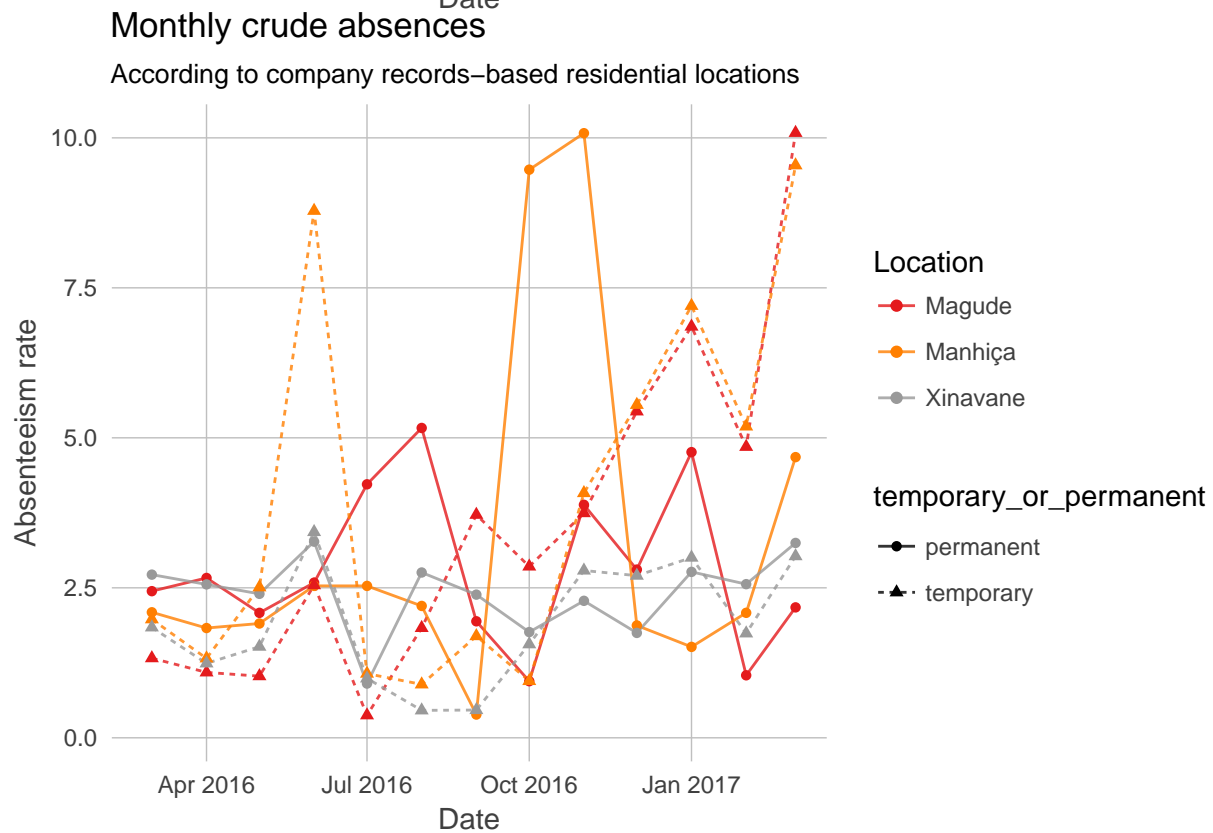 Date
Monthly crude absences
According to company records−based residential locations
Absenteeism rate
10.0
7.5
5.0
2.5
0.0
Apr 2016
Jul 2016
Oct 2016
Jan 2017
Date
Location
Magude
Manhiça
Xinavane
temporary_or_permanent
permanent
temporary